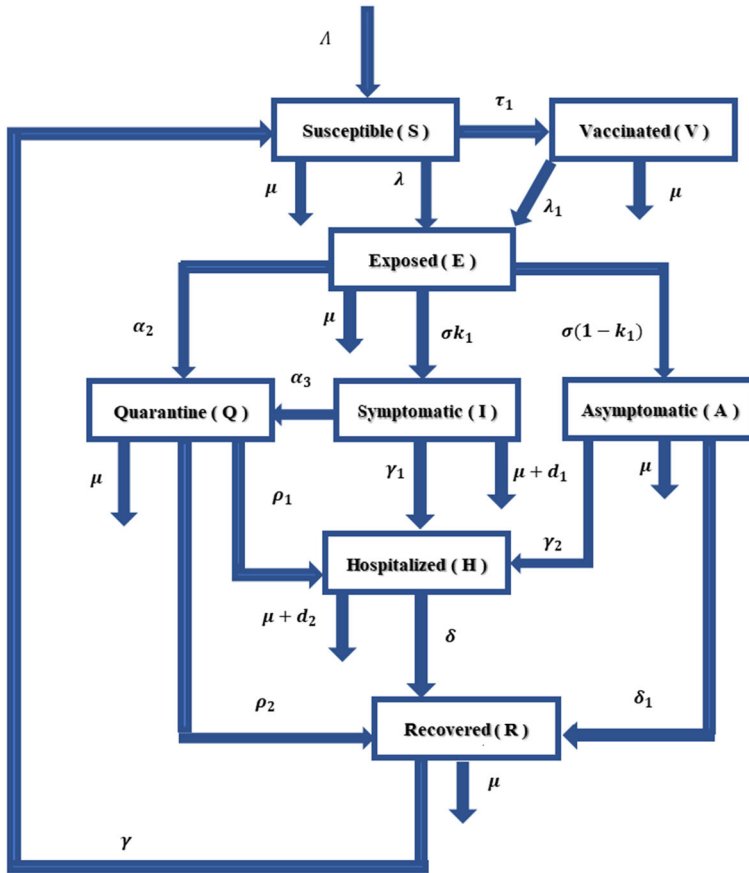 Λ
τ₁
Susceptible ( S )
Vaccinated ( V )
μ
λ
λ₁
μ
Exposed ( E )
α₂
μ
σk₁
σ(1 − k₁)
α₃
Quarantine ( Q )
Symptomatic ( I )
Asymptomatic ( A )
μ
ρ₁
γ₁
μ + d₁
μ
γ₂
Hospitalized ( H )
μ + d₂
δ
ρ₂
δ₁
Recovered ( R )
μ
γ